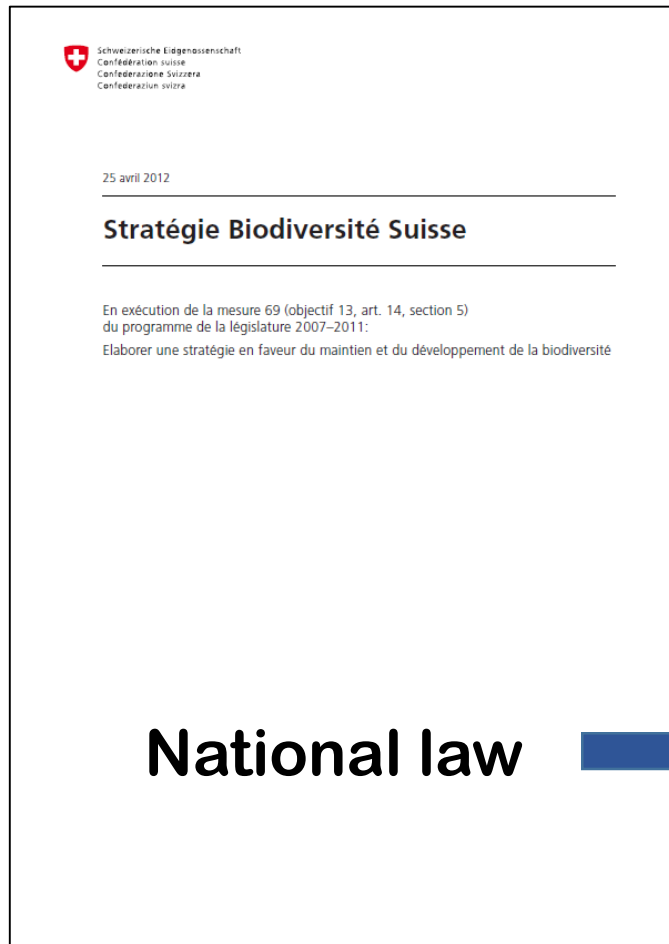 Schweizerische Eidgenossenschaft
Confédération suisse
Confederazione Svizzera
Confederaziun svizra
25 avril 2012
Stratégie Biodiversité Suisse
En exécution de la mesure 69 (objectif 13, art. 14, section 5)
du programme de la législature 2007–2011:
Elaborer une stratégie en faveur du maintien et du développement de la biodiversité
National law